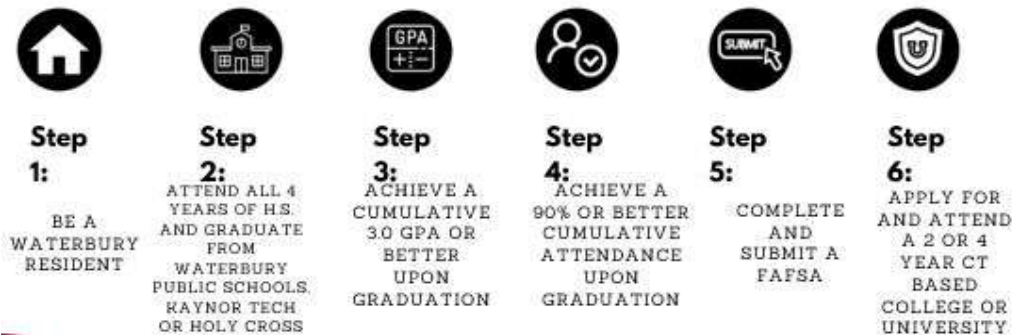 GPA
SUBMIT
U
Step
1:
BE A
WATERBURY
RESIDENT
Step
2:
ATTEND ALL 4
YEARS OF H.S.
AND GRADUATE
FROM
WATERBURY
PUBLIC SCHOOLS,
KAYNOR TECH
OR HOLY CROSS
Step
3:
ACHIEVE A
CUMULATIVE
3.0 GPA OR
BETTER
UPON
GRADUATION
Step
4:
ACHIEVE A
90% OR BETTER
CUMULATIVE
ATTENDANCE
UPON
GRADUATION
Step
5:
COMPLETE
AND
SUBMIT A
FAFSA
Step
6:
APPLY FOR
AND ATTEND
A 2 OR 4
YEAR CT
BASED
COLLEGE OR
UNIVERSITY